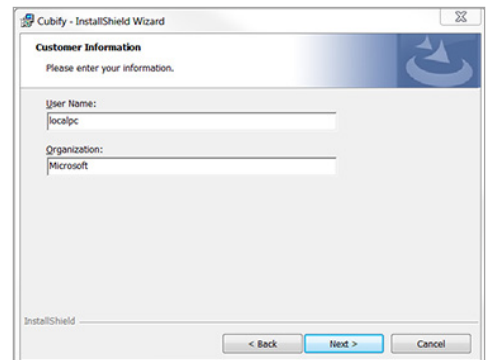 Cubify - InstallShield Wizard
Customer Information
Please enter your information.
User Name:
localpc
Organization:
Microsoft
InstallShield
< Back Next > Cancel